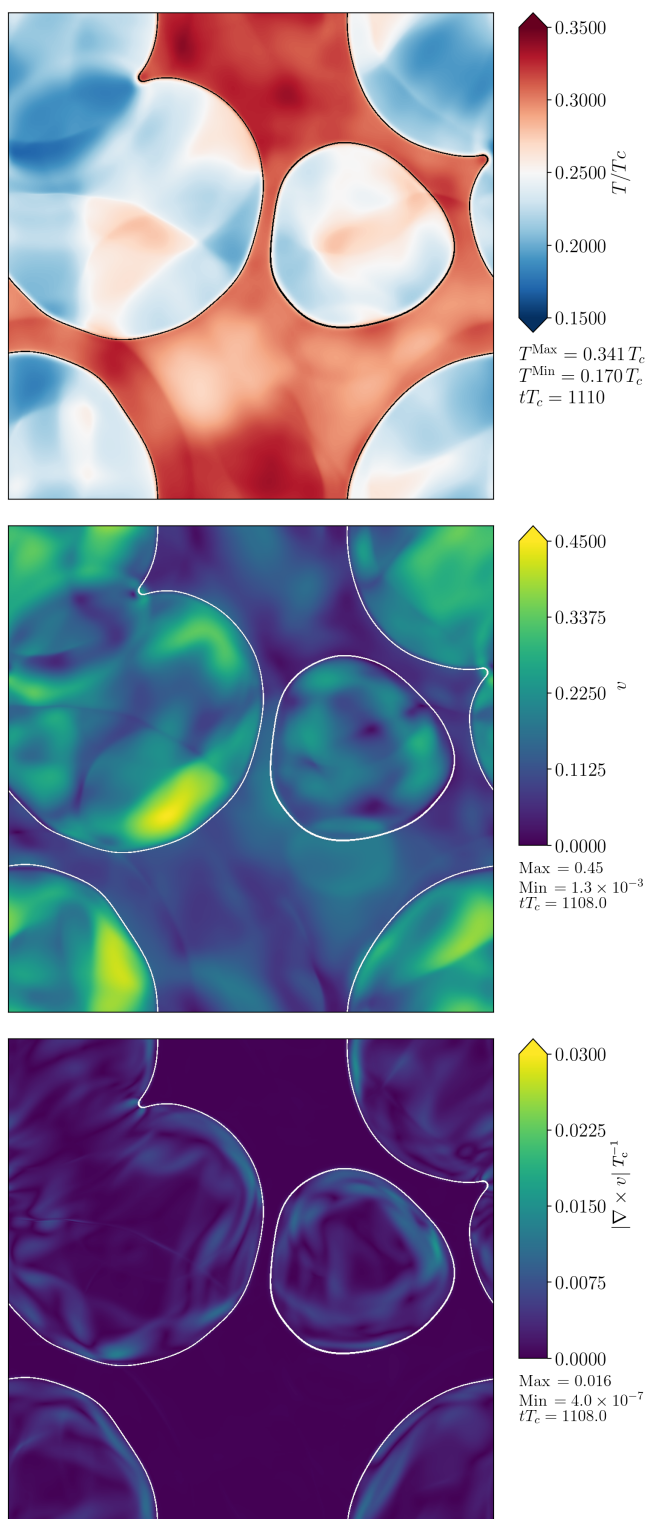 0.3500
0.3000
0.2500
0.2000
0.1500
T/Tc
T^Max = 0.341 T_c
T^Min = 0.170 T_c
tT_c = 1110
0.4500
0.3375
0.2250
0.1125
0.0000
v
Max = 0.45
Min = 1.3 × 10^−3
tT_c = 1108.0
0.0300
0.0225
0.0150
0.0075
0.0000
|∇ × v| T_c^−1
Max = 0.016
Min = 4.0 × 10^−7
tT_c = 1108.0